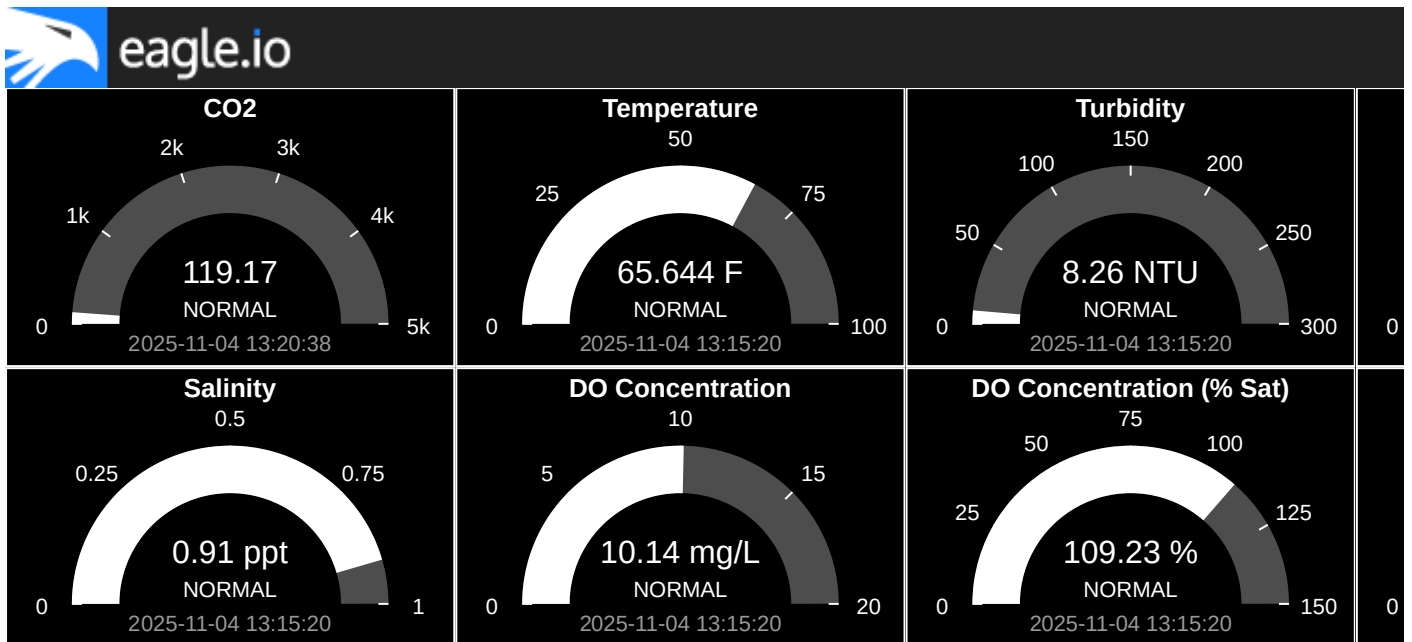 eagle.io
CO2
2k
3k
1k
4k
119.17
NORMAL
0
5k
2025-11-04 13:20:38
Temperature
50
25
75
65.644 F
NORMAL
0
100
2025-11-04 13:15:20
Turbidity
150
100
200
50
250
8.26 NTU
NORMAL
0
300
2025-11-04 13:15:20
0
Salinity
0.5
0.25
0.75
0.91 ppt
NORMAL
0
1
2025-11-04 13:15:20
DO Concentration
10
5
15
10.14 mg/L
NORMAL
0
20
2025-11-04 13:15:20
DO Concentration (% Sat)
75
50
100
25
125
109.23 %
NORMAL
0
150
2025-11-04 13:15:20
0